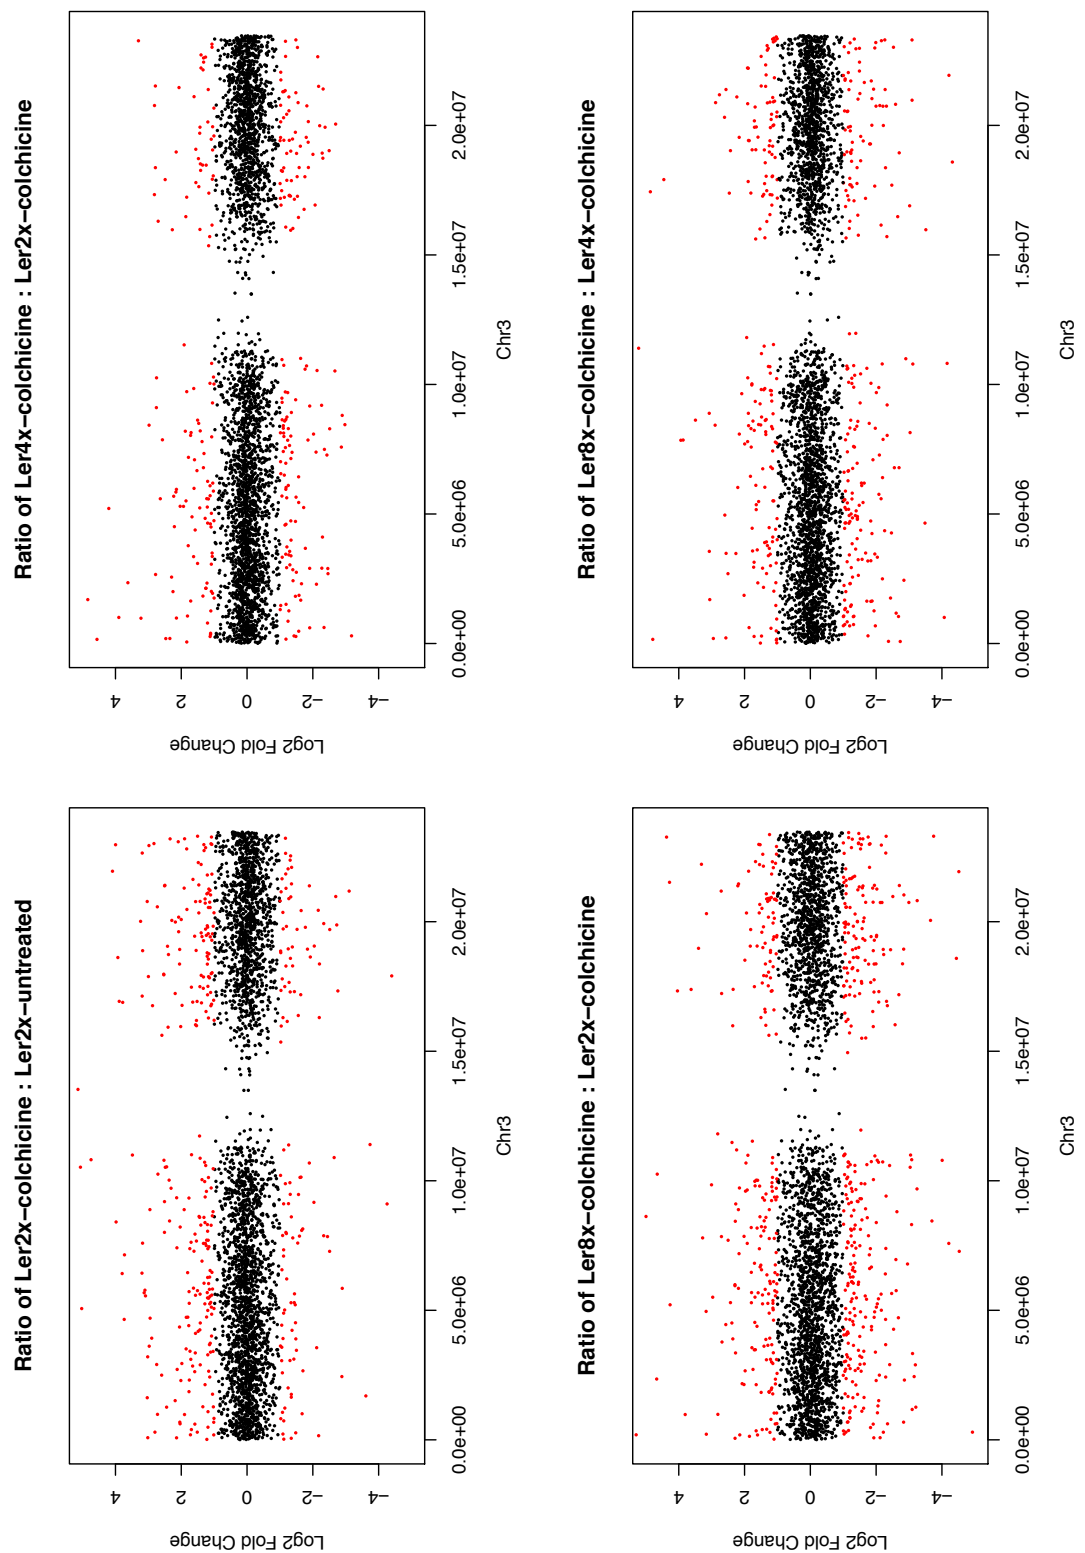 Ratio of Ler2x−colchicine : Ler2x−untreated
Log2 Fold Change
4
2
0
−2
−4
0.0e+00 5.0e+06 1.0e+07 1.5e+07 2.0e+07
Chr3
Ratio of Ler4x−colchicine : Ler2x−colchicine
Log2 Fold Change
4
2
0
−2
−4
0.0e+00 5.0e+06 1.0e+07 1.5e+07 2.0e+07
Chr3
Ratio of Ler8x−colchicine : Ler2x−colchicine
Log2 Fold Change
4
2
0
−2
−4
0.0e+00 5.0e+06 1.0e+07 1.5e+07 2.0e+07
Chr3
Ratio of Ler8x−colchicine : Ler4x−colchicine
Log2 Fold Change
4
2
0
−2
−4
0.0e+00 5.0e+06 1.0e+07 1.5e+07 2.0e+07
Chr3